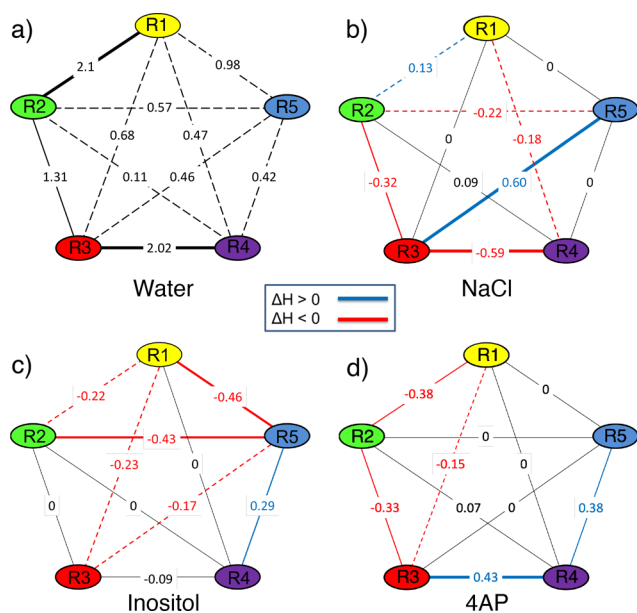 a)
R1
2.1
0.98
R2
0.57
R5
0.68
0.47
1.31
0.11
0.46
0.42
R3
2.02
R4
Water
b)
R1
0.13
0
R2
-0.22
R5
0
-0.18
-0.32
0.09
0.60
0
R3
-0.59
R4
NaCl
ΔH > 0
ΔH < 0
c)
R1
-0.22
-0.46
R2
-0.43
R5
-0.23
0
0
0
-0.17
0.29
R3
-0.09
R4
Inositol
d)
R1
-0.38
0
R2
0
R5
-0.15
0
-0.33
0.07
0
0.38
R3
0.43
R4
4AP